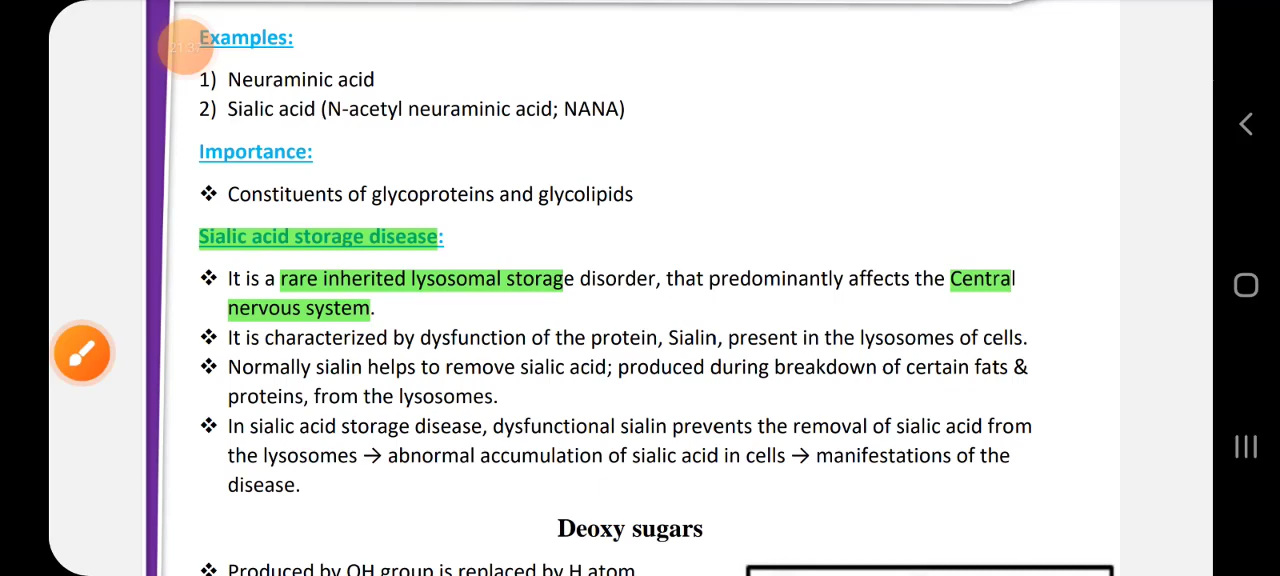 Examples:
1) Neuraminic acid
2) Sialic acid (N-acetyl neuraminic acid; NANA)
Importance:
❖ Constituents of glycoproteins and glycolipids
Sialic acid storage disease:
❖ It is a rare inherited lysosomal storage disorder, that predominantly affects the Central
nervous system.
❖ It is characterized by dysfunction of the protein, Sialin, present in the lysosomes of cells.
❖ Normally sialin helps to remove sialic acid; produced during breakdown of certain fats &
proteins, from the lysosomes.
❖ In sialic acid storage disease, dysfunctional sialin prevents the removal of sialic acid from
the lysosomes → abnormal accumulation of sialic acid in cells → manifestations of the
disease.
Deoxy sugars
❖ Produced by OH group is replaced by H atom